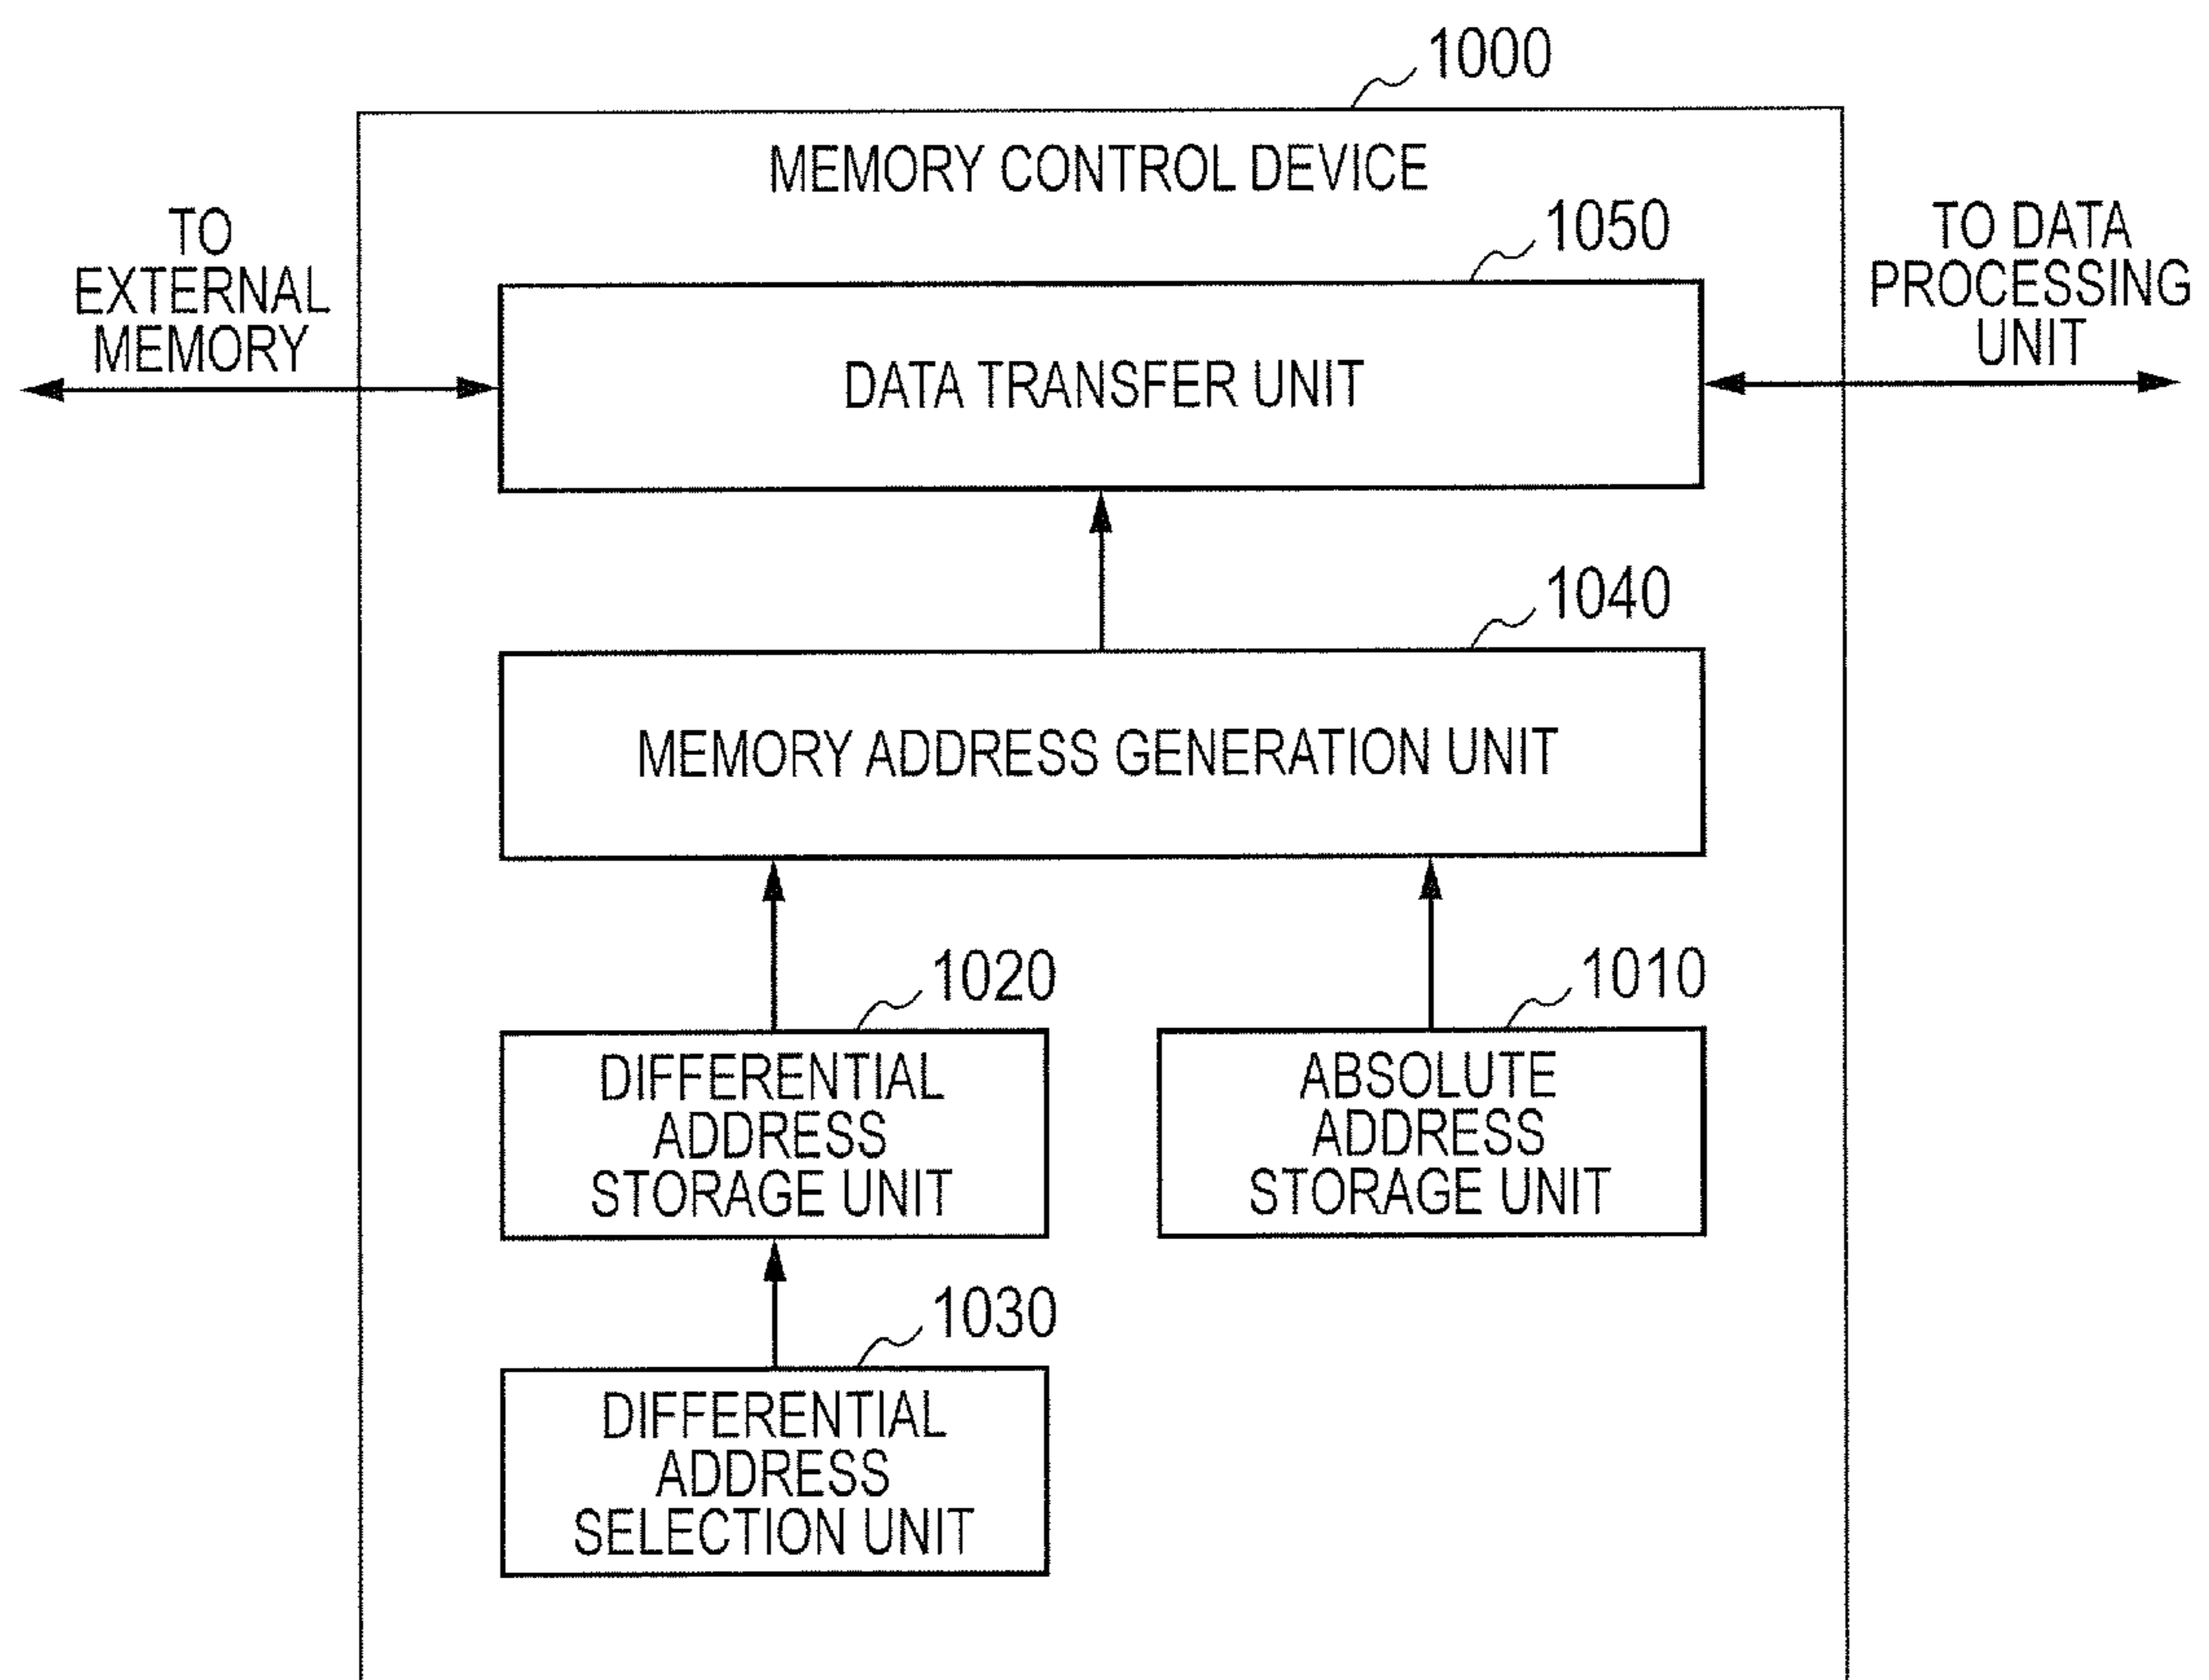 1000
MEMORY CONTROL DEVICE
TO
EXTERNAL
MEMORY
1050
TO DATA
PROCESSING
UNIT
DATA TRANSFER UNIT
1040
MEMORY ADDRESS GENERATION UNIT
1020
DIFFERENTIAL
ADDRESS
STORAGE UNIT
1010
ABSOLUTE
ADDRESS
STORAGE UNIT
1030
DIFFERENTIAL
ADDRESS
SELECTION UNIT